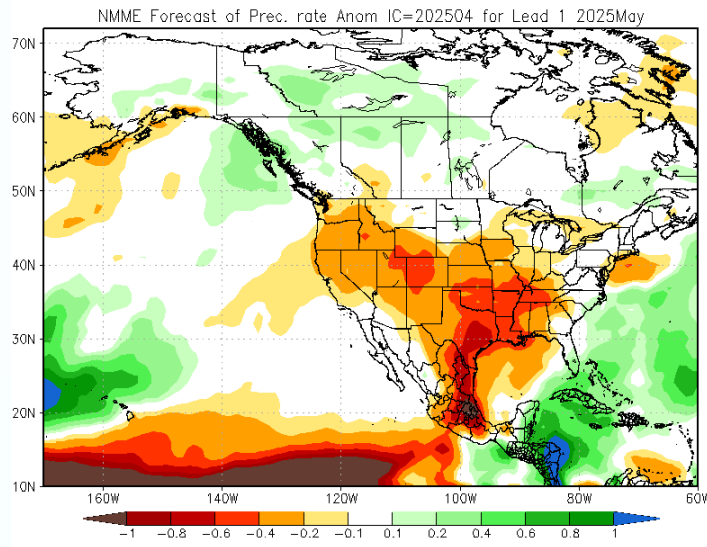 NMME Forecast of Prec. rate Anom IC=202504 for Lead 1 2025May
70N
60N
50N
40N
30N
20N
10N
160W 140W 120W 100W 80W 60W
-1 -0.8 -0.6 -0.4 -0.2 -0.1 0.1 0.2 0.4 0.6 0.8 1